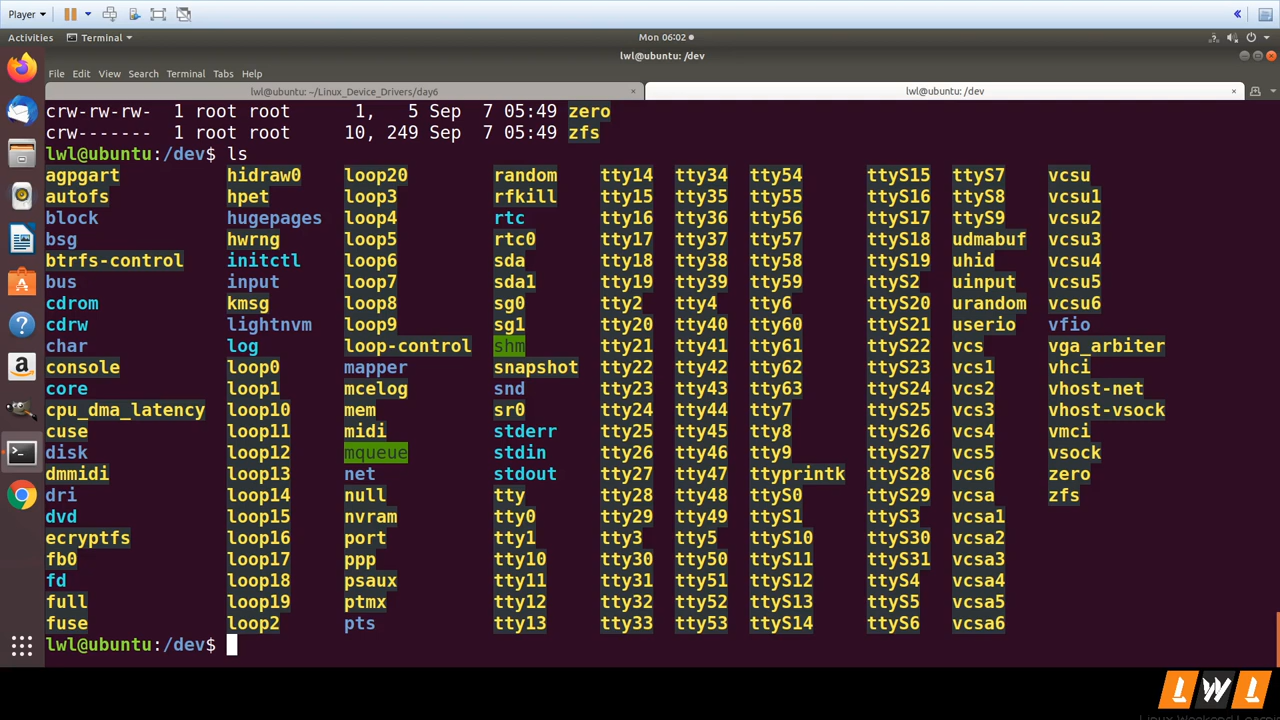 Player
Activities Terminal Mon 06:02
lwl@ubuntu: /dev
File Edit View Search Terminal Tabs Help
lwl@ubuntu: ~/Linux_Device_Drivers/day6 × lwl@ubuntu: /dev ×
crw-rw-rw- 1 root root 1, 5 Sep 7 05:49 zero
crw------- 1 root root 10, 249 Sep 7 05:49 zfs
lwl@ubuntu:/dev$ ls
agpgart hidraw0 loop20 random tty14 tty34 tty54 ttyS15 ttyS7 vcsu
autofs hpet loop3 rfkill tty15 tty35 tty55 ttyS16 ttyS8 vcsu1
block hugepages loop4 rtc tty16 tty36 tty56 ttyS17 ttyS9 vcsu2
bsg hwrng loop5 rtc0 tty17 tty37 tty57 ttyS18 udmabuf vcsu3
btrfs-control initctl loop6 sda tty18 tty38 tty58 ttyS19 uhid vcsu4
bus input loop7 sda1 tty19 tty39 tty59 ttyS2 uinput vcsu5
cdrom kmsg loop8 sg0 tty2 tty4 tty6 ttyS20 urandom vcsu6
cdrw lightnvm loop9 sg1 tty20 tty40 tty60 ttyS21 userio vfio
char log loop-control shm tty21 tty41 tty61 ttyS22 vcs vga_arbiter
console loop0 mapper snapshot tty22 tty42 tty62 ttyS23 vcs1 vhci
core loop1 mcelog snd tty23 tty43 tty63 ttyS24 vcs2 vhost-net
cpu_dma_latency loop10 mem sr0 tty24 tty44 tty7 ttyS25 vcs3 vhost-vsock
cuse loop11 midi stderr tty25 tty45 tty8 ttyS26 vcs4 vmci
disk loop12 mqueue stdin tty26 tty46 tty9 ttyS27 vcs5 vsock
dmmidi loop13 net stdout tty27 tty47 ttyprintk ttyS28 vcs6 zero
dri loop14 null tty tty28 tty48 ttyS0 ttyS29 vcsa zfs
dvd loop15 nvram tty0 tty29 tty49 ttyS1 ttyS3 vcsa1
ecryptfs loop16 port tty1 tty3 tty5 ttyS10 ttyS30 vcsa2
fb0 loop17 ppp tty10 tty30 tty50 ttyS11 ttyS31 vcsa3
fd loop18 psaux tty11 tty31 tty51 ttyS12 ttyS4 vcsa4
full loop19 ptmx tty12 tty32 tty52 ttyS13 ttyS5 vcsa5
fuse loop2 pts tty13 tty33 tty53 ttyS14 ttyS6 vcsa6
lwl@ubuntu:/dev$
LWL